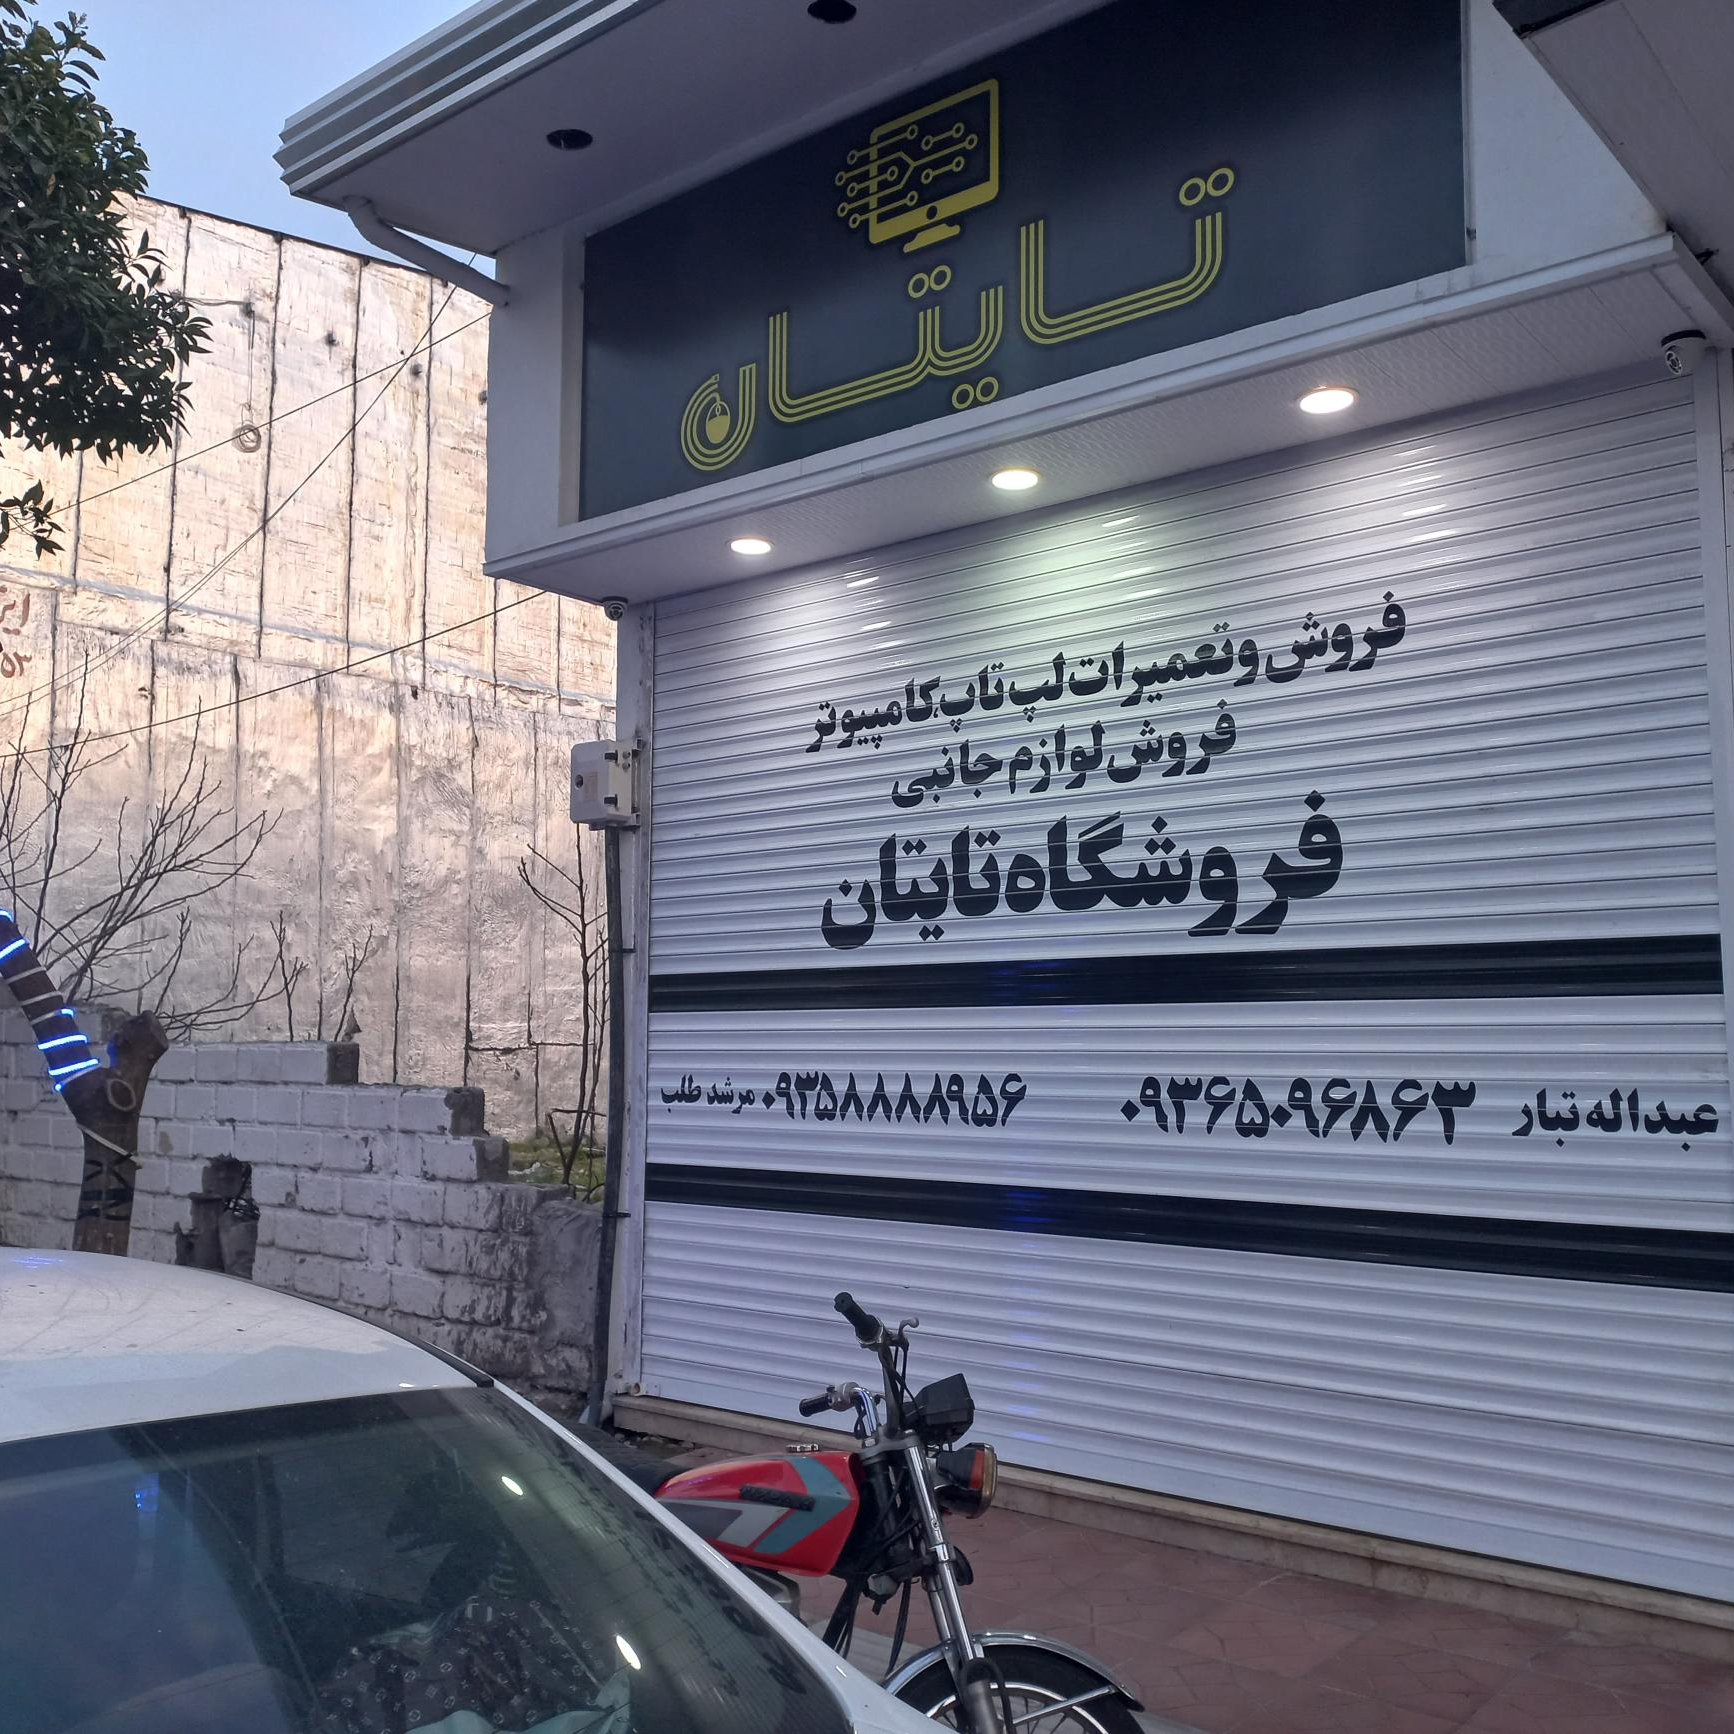 تایتان
فروش و تعمیرات لپ تاپ،کامپیوتر
فروش لوازم جانبی
فروشگاه تایتان
عبداله تبار ۰۹۳۶۵۰۹۶۸۶۳
۰۹۳۵۸۸۸۸۹۵۶ مرشد طلب